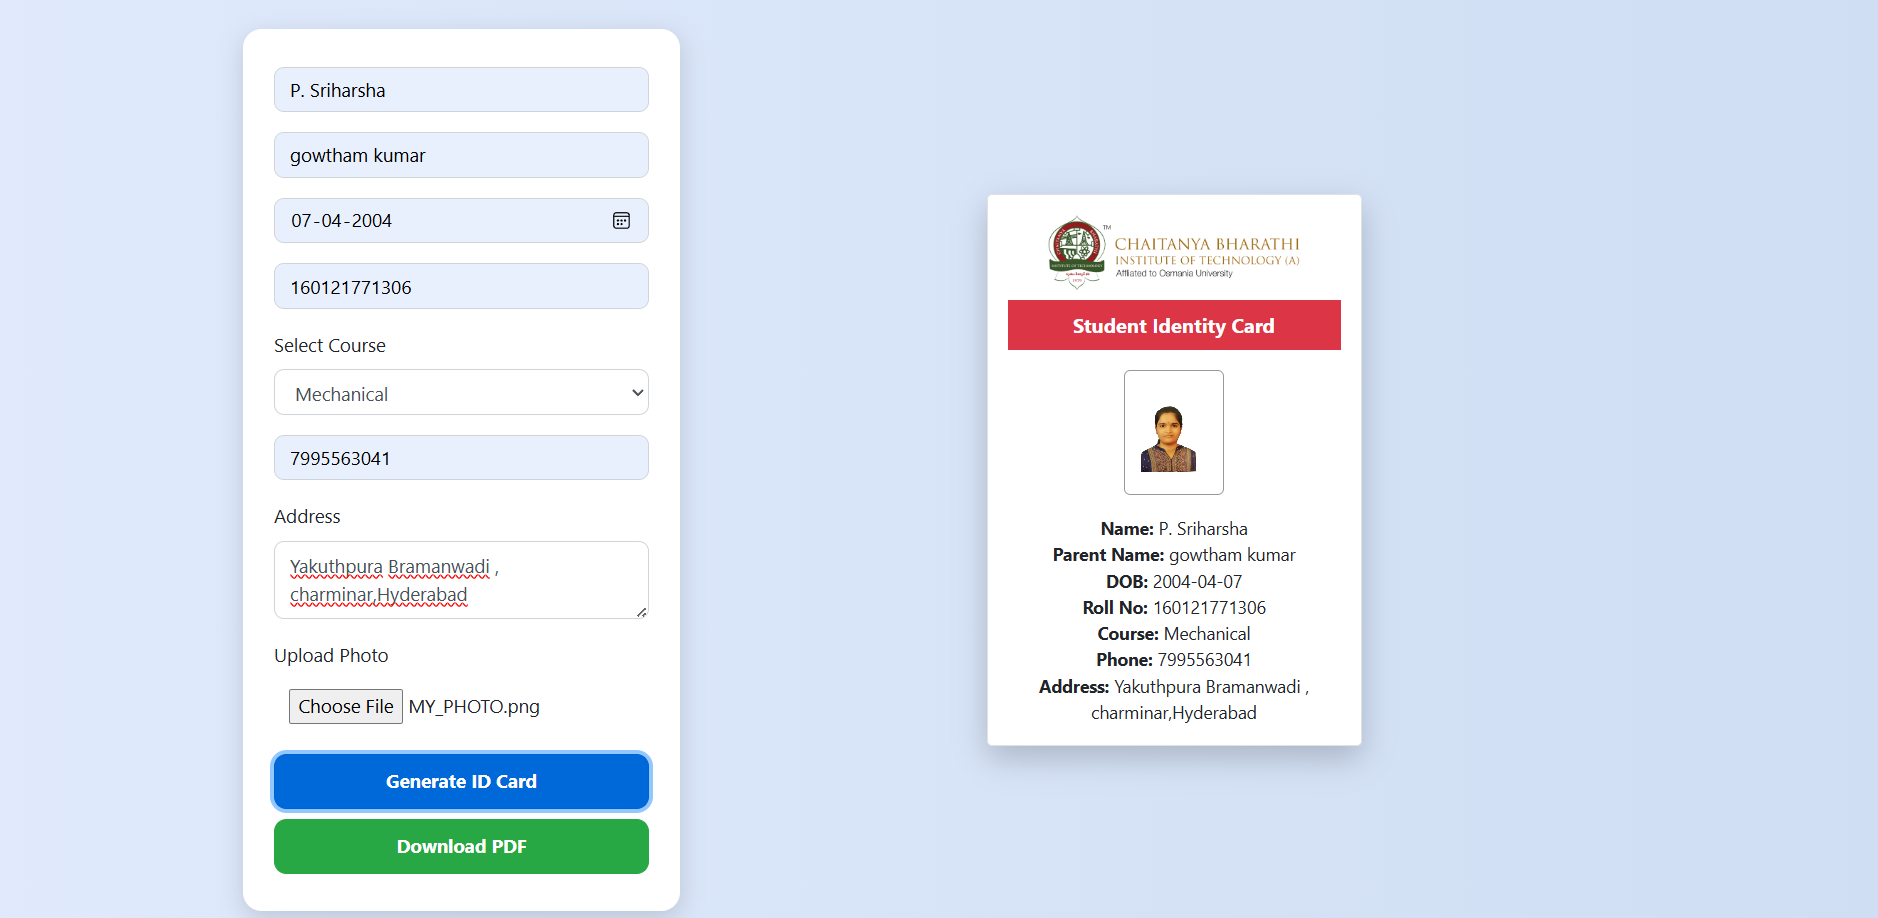 P. Sriharsha
gowtham kumar
07-04-2004
160121771306
Select Course
Mechanical
7995563041
Address
Yakuthpura Bramanwadi ,
charminar,Hyderabad
Upload Photo
Choose File MY_PHOTO.png
Generate ID Card
Download PDF
TM
CHAITANYA BHARATHI
INSTITUTE OF TECHNOLOGY (A)
Affiliated to Osmania University
1979
Student Identity Card
Name: P. Sriharsha
Parent Name: gowtham kumar
DOB: 2004-04-07
Roll No: 160121771306
Course: Mechanical
Phone: 7995563041
Address: Yakuthpura Bramanwadi ,
charminar,Hyderabad